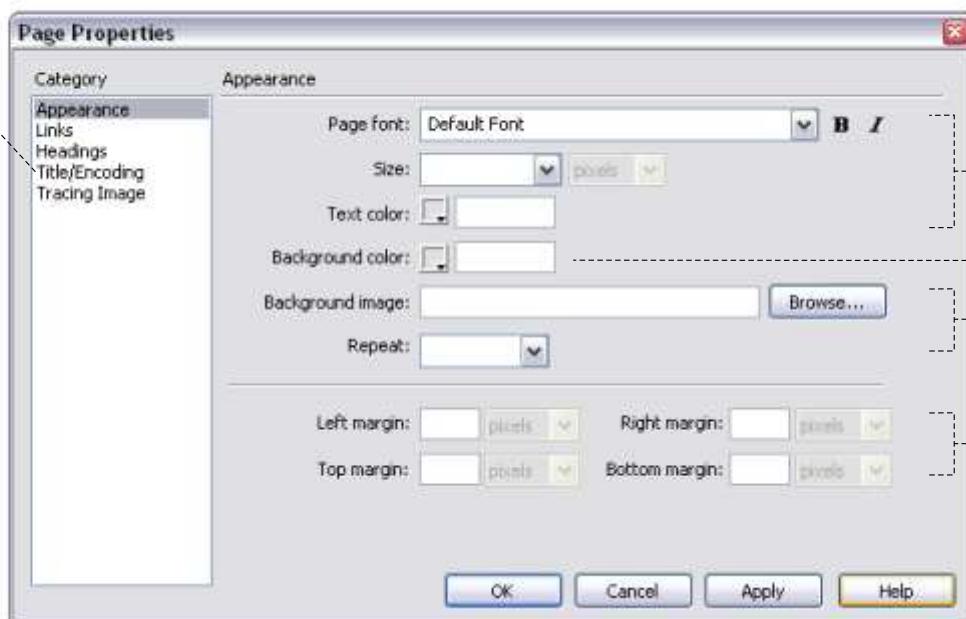 Page Properties
Category
Appearance
Links
Headings
Title/Encoding
Tracing Image
Appearance
Page font: Default Font B I
Size: pixels
Text color:
Background color:
Background image: Browse...
Repeat:
Left margin: pixels Right margin: pixels
Top margin: pixels Bottom margin: pixels
OK Cancel Apply Help